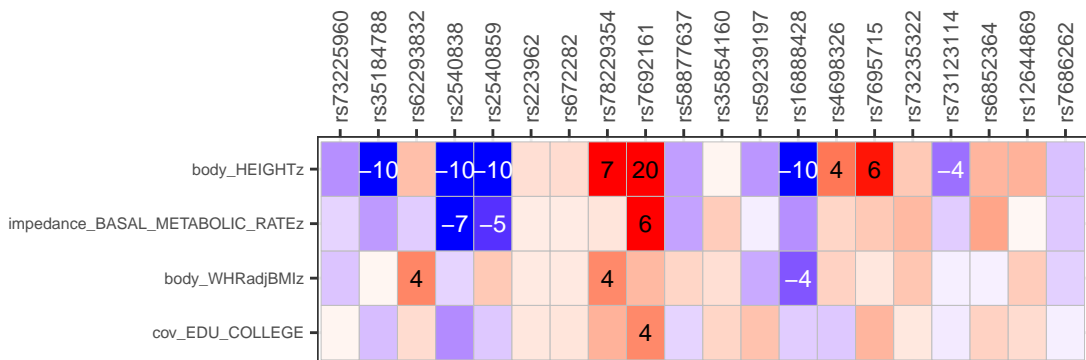 rs73225960 rs35184788 rs62293832 rs2540838 rs2540859 rs223962 rs672282 rs78229354 rs7692161 rs58877637 rs35854160 rs59239197 rs16888428 rs4698326 rs7695715 rs73235322 rs73123114 rs6852364 rs12644869 rs7686262
body_HEIGHTz −10 −10 −10 7 20 −10 4 6 −4
impedance_BASAL_METABOLIC_RATEz −7 −5 6
body_WHRadjBMIz 4 4 −4
cov_EDU_COLLEGE 4